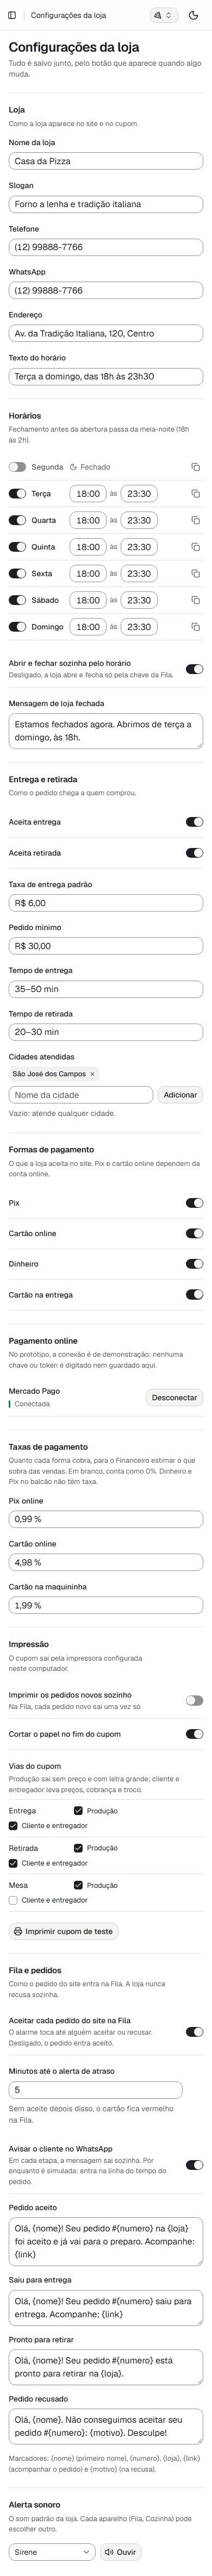 Configurações da loja
Configurações da loja
Tudo é salvo junto, pelo botão que aparece quando algo
muda.
Loja
Como a loja aparece no site e no cupom.
Nome da loja
Casa da Pizza
Slogan
Forno a lenha e tradição italiana
Telefone
(12) 99888-7766
WhatsApp
(12) 99888-7766
Endereço
Av. da Tradição Italiana, 120, Centro
Texto do horário
Terça a domingo, das 18h às 23h30
Horários
Fechamento antes da abertura passa da meia-noite (18h
às 2h).
Segunda Fechado
Terça 18:00 às 23:30
Quarta 18:00 às 23:30
Quinta 18:00 às 23:30
Sexta 18:00 às 23:30
Sábado 18:00 às 23:30
Domingo 18:00 às 23:30
Abrir e fechar sozinha pelo horário
Desligado, a loja abre e fecha só pela chave da Fila.
Mensagem de loja fechada
Estamos fechados agora. Abrimos de terça a
domingo, às 18h.
Entrega e retirada
Como o pedido chega a quem comprou.
Aceita entrega
Aceita retirada
Taxa de entrega padrão
R$ 6,00
Pedido mínimo
R$ 30,00
Tempo de entrega
35–50 min
Tempo de retirada
20–30 min
Cidades atendidas
São José dos Campos ×
Nome da cidade Adicionar
Vazio: atende qualquer cidade.
Formas de pagamento
O que a loja aceita no site. Pix e cartão online dependem da
conta online.
Pix
Cartão online
Dinheiro
Cartão na entrega
Pagamento online
No protótipo, a conexão é de demonstração: nenhuma
chave ou token é digitado nem guardado aqui.
Mercado Pago
Conectada
Desconectar
Taxas de pagamento
Quanto cada forma cobra, para o Financeiro estimar o que
sobra das vendas. Em branco, conta como 0%. Dinheiro e
Pix no balcão não têm taxa.
Pix online
0,99 %
Cartão online
4,98 %
Cartão na maquininha
1,99 %
Impressão
O cupom sai pela impressora configurada
neste computador.
Imprimir os pedidos novos sozinho
Na Fila, cada pedido novo sai uma vez só.
Cortar o papel no fim do cupom
Vias do cupom
Produção sai sem preço e com letra grande; cliente e
entregador leva preços, cobrança e troco.
Entrega Produção
Cliente e entregador
Retirada Produção
Cliente e entregador
Mesa Produção
Cliente e entregador
Imprimir cupom de teste
Fila e pedidos
Como o pedido do site entra na Fila. A loja nunca
recusa sozinha.
Aceitar cada pedido do site na Fila
O alarme toca até alguém aceitar ou recusar.
Desligado, o pedido entra aceito.
Minutos até o alerta de atraso
5
Sem aceite depois disso, o cartão fica vermelho
na Fila.
Avisar o cliente no WhatsApp
Em cada etapa, a mensagem sai sozinha. Por
enquanto é simulada: entra na linha do tempo do
pedido.
Pedido aceito
Olá, {nome}! Seu pedido #{numero} na {loja}
foi aceito e já vai para o preparo. Acompanhe:
{link}
Saiu para entrega
Olá, {nome}! Seu pedido #{numero} saiu para
entrega. Acompanhe: {link}
Pronto para retirar
Olá, {nome}! Seu pedido #{numero} está
pronto para retirar na {loja}.
Pedido recusado
Olá, {nome}. Não conseguimos aceitar seu
pedido #{numero}: {motivo}. Desculpe!
Marcadores: {nome} (primeiro nome), {numero}, {loja}, {link}
(acompanhar o pedido) e {motivo} (na recusa).
Alerta sonoro
O som padrão da loja. Cada aparelho (Fila, Cozinha) pode
escolher outro.
Sirene Ouvir